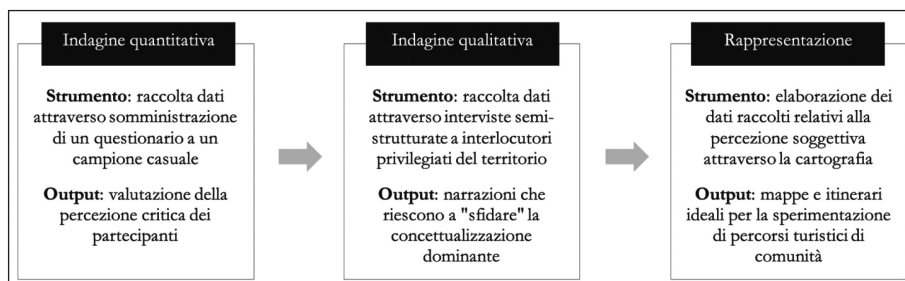 Indagine quantitativa
Strumento: raccolta dati
attraverso somministrazione
di un questionario a un
campione casuale
Output: valutazione della
percezione critica dei
partecipanti
Indagine qualitativa
Strumento: raccolta dati
attraverso interviste semi-
strutturate a interlocutori
privilegiati del territorio
Output: narrazioni che
riescono a "sfidare" la
concettualizzazione
dominante
Rappresentazione
Strumento: elaborazione dei
dati raccolti relativi alla
percezione soggettiva
attraverso la cartografia
Output: mappe e itinerari
ideali per la sperimentazione
di percorsi turistici di
comunità